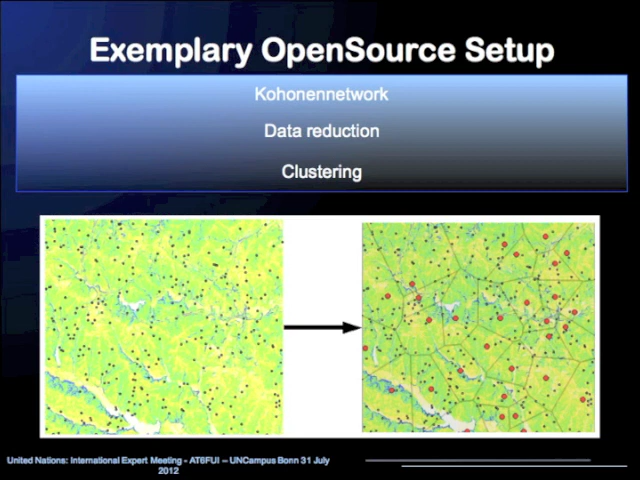 Exemplary OpenSource Setup
Kohonennetwork
Data reduction
Clustering
United Nations: International Expert Meeting - AT6FUI – UNCampus Bonn 31 July
2012